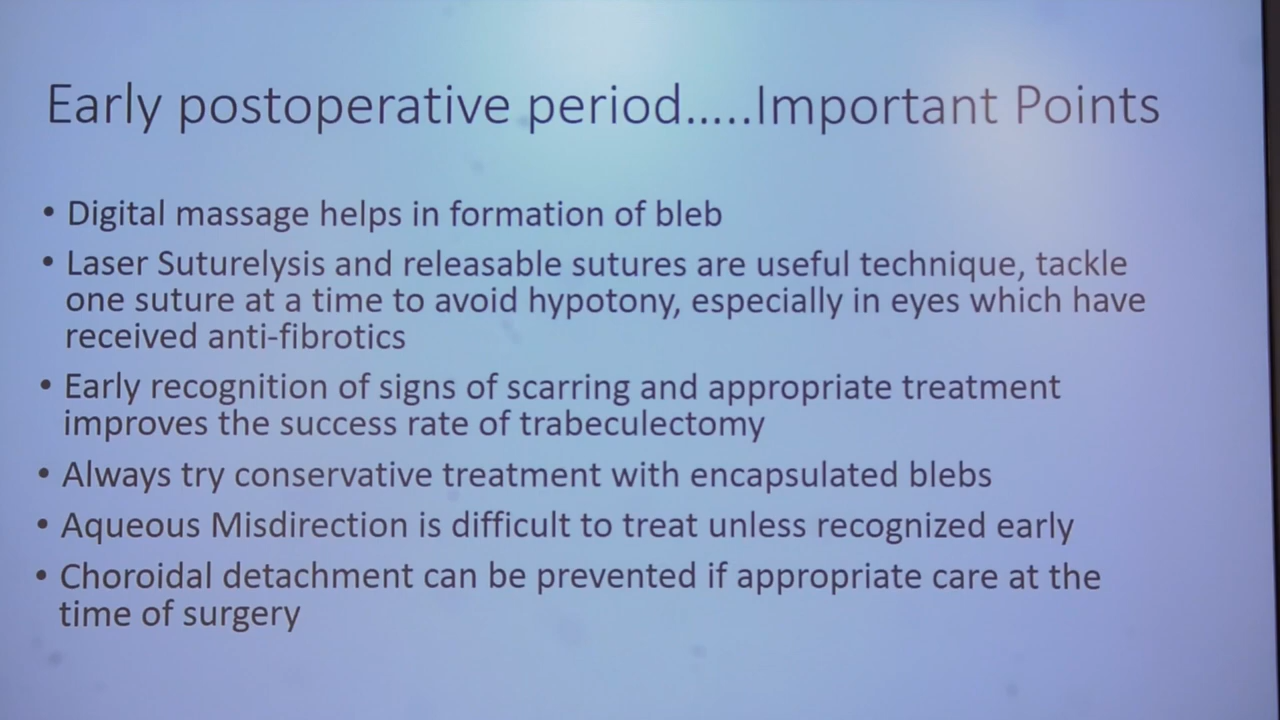 Early postoperative period.....Important Points
• Digital massage helps in formation of bleb
• Laser Suturelysis and releasable sutures are useful technique, tackle
one suture at a time to avoid hypotony, especially in eyes which have
received anti-fibrotics
• Early recognition of signs of scarring and appropriate treatment
improves the success rate of trabeculectomy
• Always try conservative treatment with encapsulated blebs
• Aqueous Misdirection is difficult to treat unless recognized early
• Choroidal detachment can be prevented if appropriate care at the
time of surgery